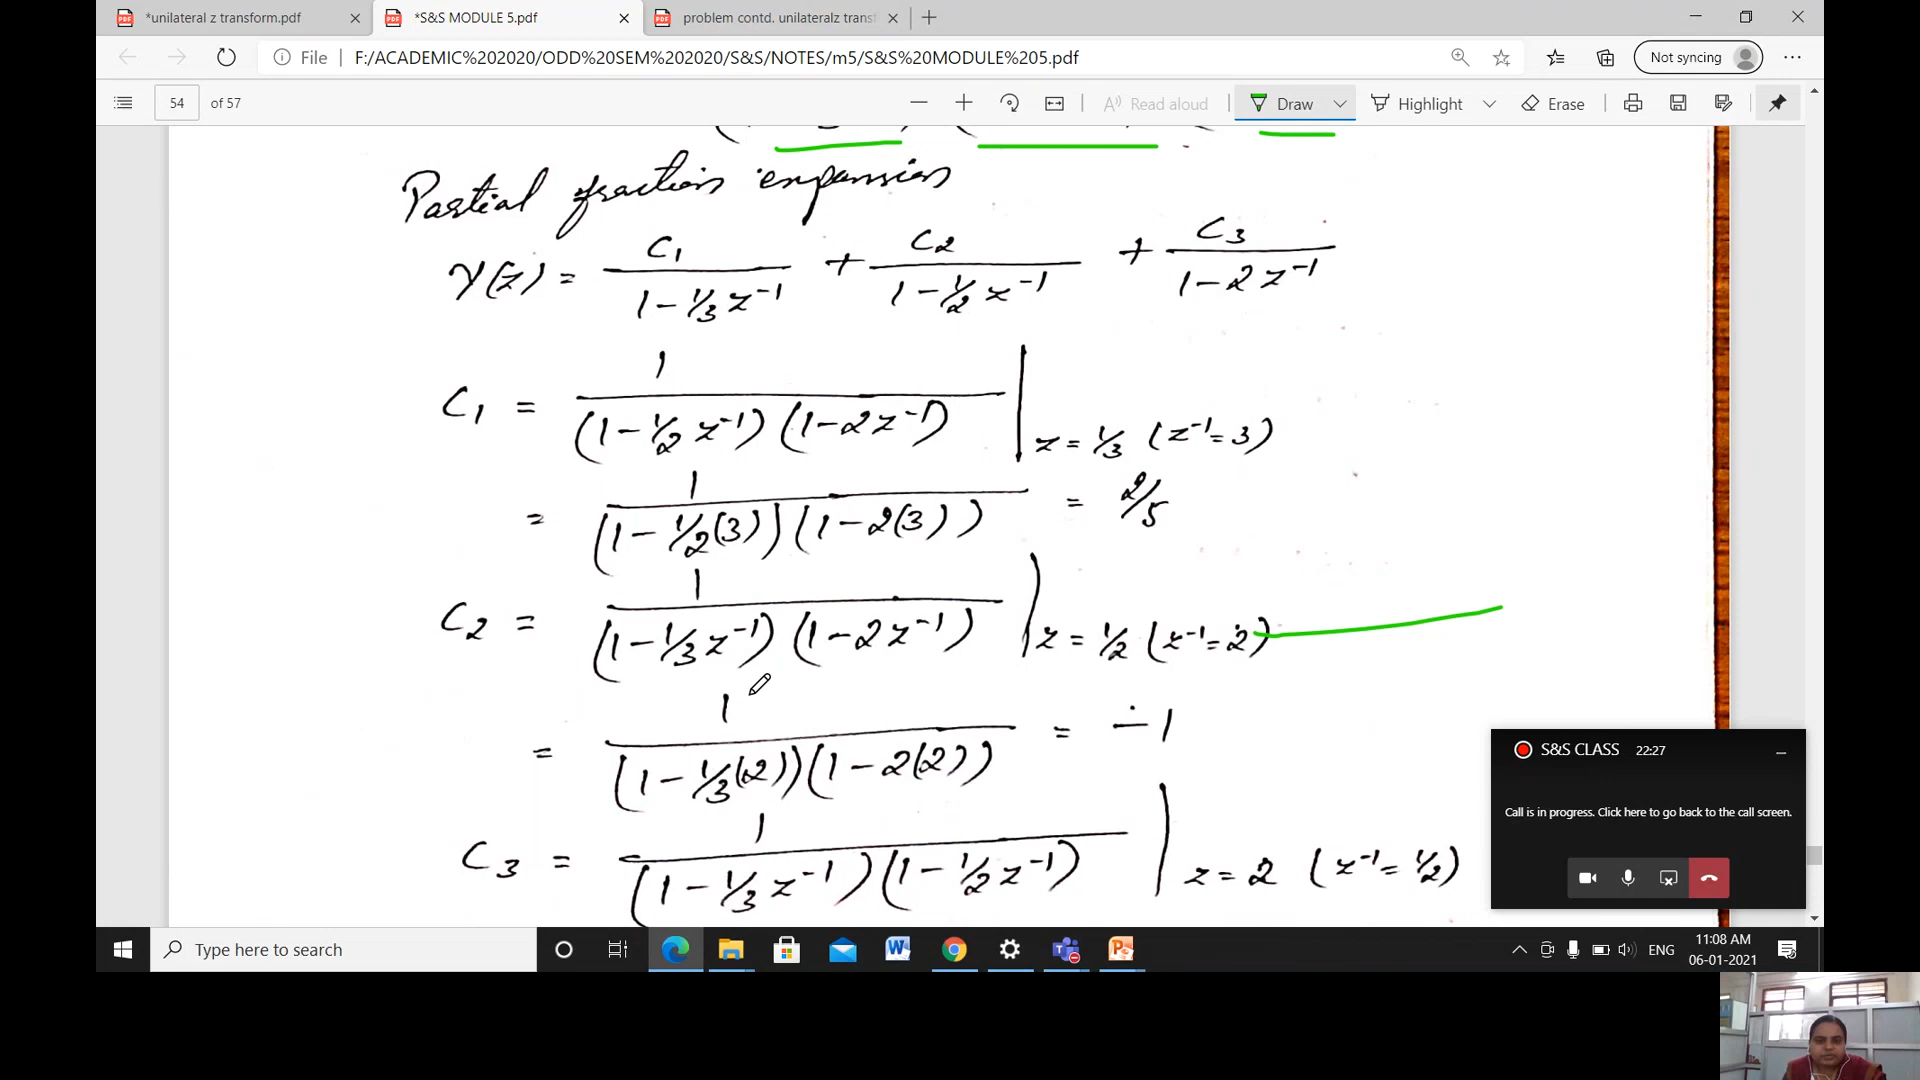 *unilateral z transform.pdf
*S&S MODULE 5.pdf
problem contd. unilateralz transf
File F:/ACADEMIC%202020/ODD%20SEM%202020/S&S/NOTES/m5/S&S%20MODULE%205.pdf
Not syncing
54 of 57
Read aloud
Draw
Highlight
Erase
Partial fraction expansion
Y(z) = C1/(1 - 1/3 z^-1) + C2/(1 - 1/2 z^-1) + C3/(1 - 2z^-1)
C1 = 1/((1 - 1/2 z^-1)(1 - 2z^-1)) | z = 1/3 (z^-1 = 3)
= 1/((1 - 1/2(3))(1 - 2(3))) = 2/5
C2 = 1/((1 - 1/3 z^-1)(1 - 2z^-1)) | z = 1/2 (z^-1 = 2)
= 1/((1 - 1/3(2))(1 - 2(2))) = -1
C3 = 1/((1 - 1/3 z^-1)(1 - 1/2 z^-1)) | z = 2 (z^-1 = 1/2)
S&S CLASS 22:27
Call is in progress. Click here to go back to the call screen.
Type here to search
ENG
11:08 AM
06-01-2021